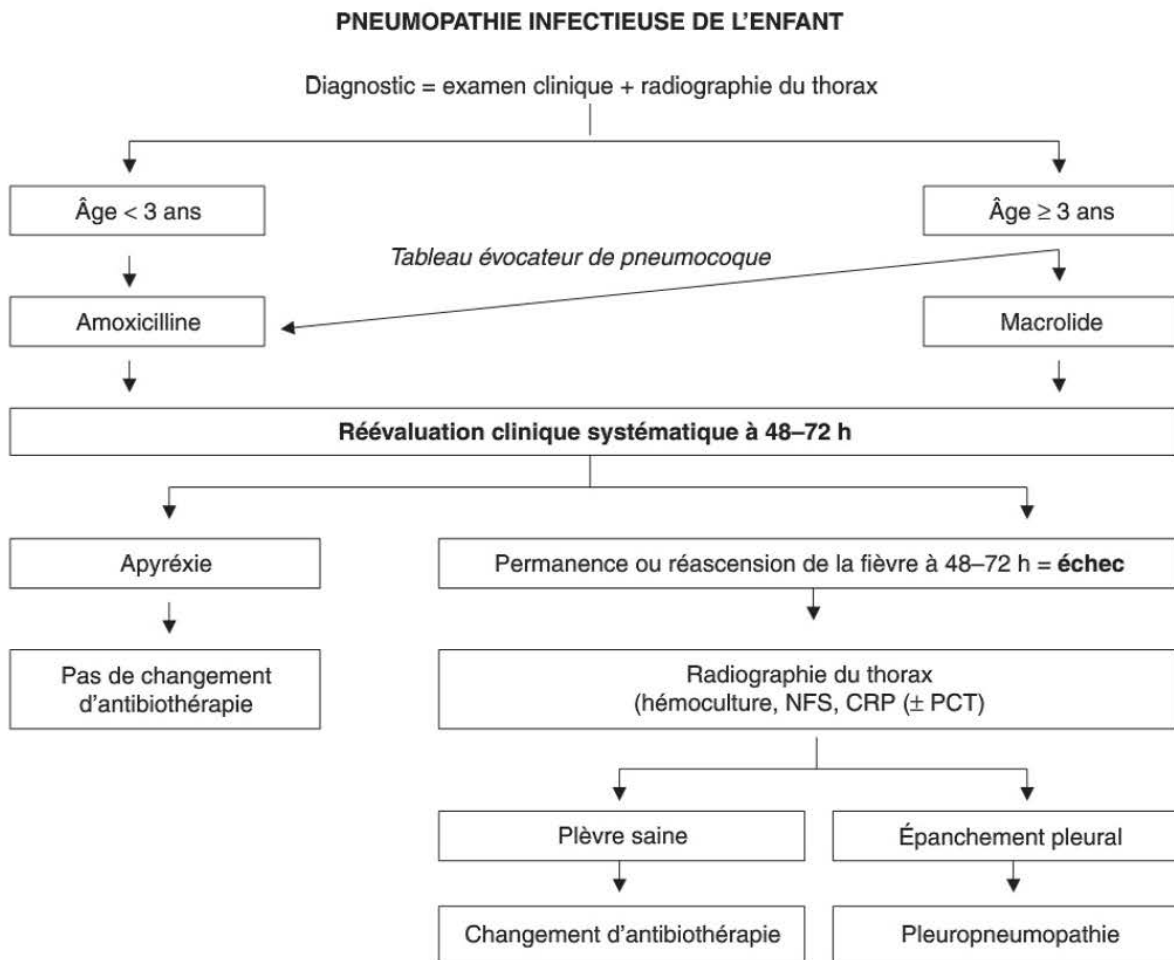 PNEUMOPATHIE INFECTIEUSE DE L'ENFANT
Diagnostic = examen clinique + radiographie du thorax
Âge < 3 ans
Âge ≥ 3 ans
Tableau évocateur de pneumocoque
Amoxicilline
Macrolide
Réévaluation clinique systématique à 48–72 h
Apyréxie
Permanence ou réascension de la fièvre à 48–72 h = échec
Pas de changement
d'antibiothérapie
Radiographie du thorax
(hémoculture, NFS, CRP (± PCT)
Plèvre saine
Épanchement pleural
Changement d'antibiothérapie
Pleuropneumopathie